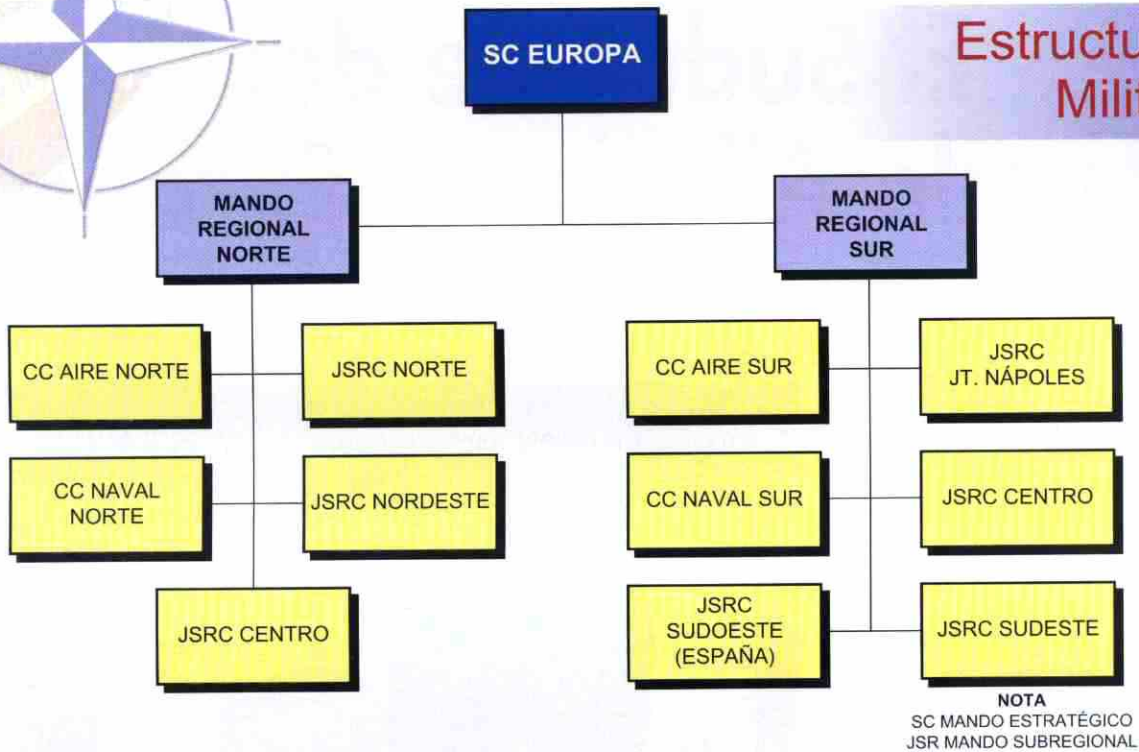 SC EUROPA
MANDO
REGIONAL
NORTE
MANDO
REGIONAL
SUR
CC AIRE NORTE
JSRC NORTE
CC NAVAL
NORTE
JSRC NORDESTE
JSRC CENTRO
CC AIRE SUR
JSRC
JT. NÁPOLES
CC NAVAL SUR
JSRC CENTRO
JSRC
SUDOESTE
(ESPAÑA)
JSRC SUDESTE
NOTA
SC MANDO ESTRATÉGICO
JSR MANDO SUBREGIONAL